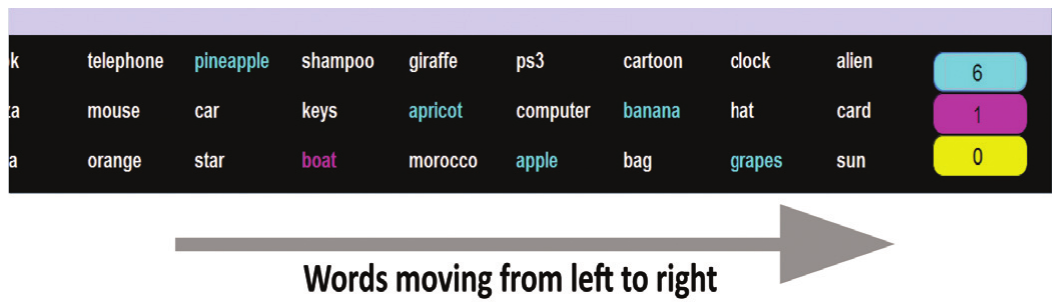 k telephone pineapple shampoo giraffe ps3 cartoon clock alien 6
za mouse car keys apricot computer banana hat card 1
a orange star boat morocco apple bag grapes sun 0
Words moving from left to right